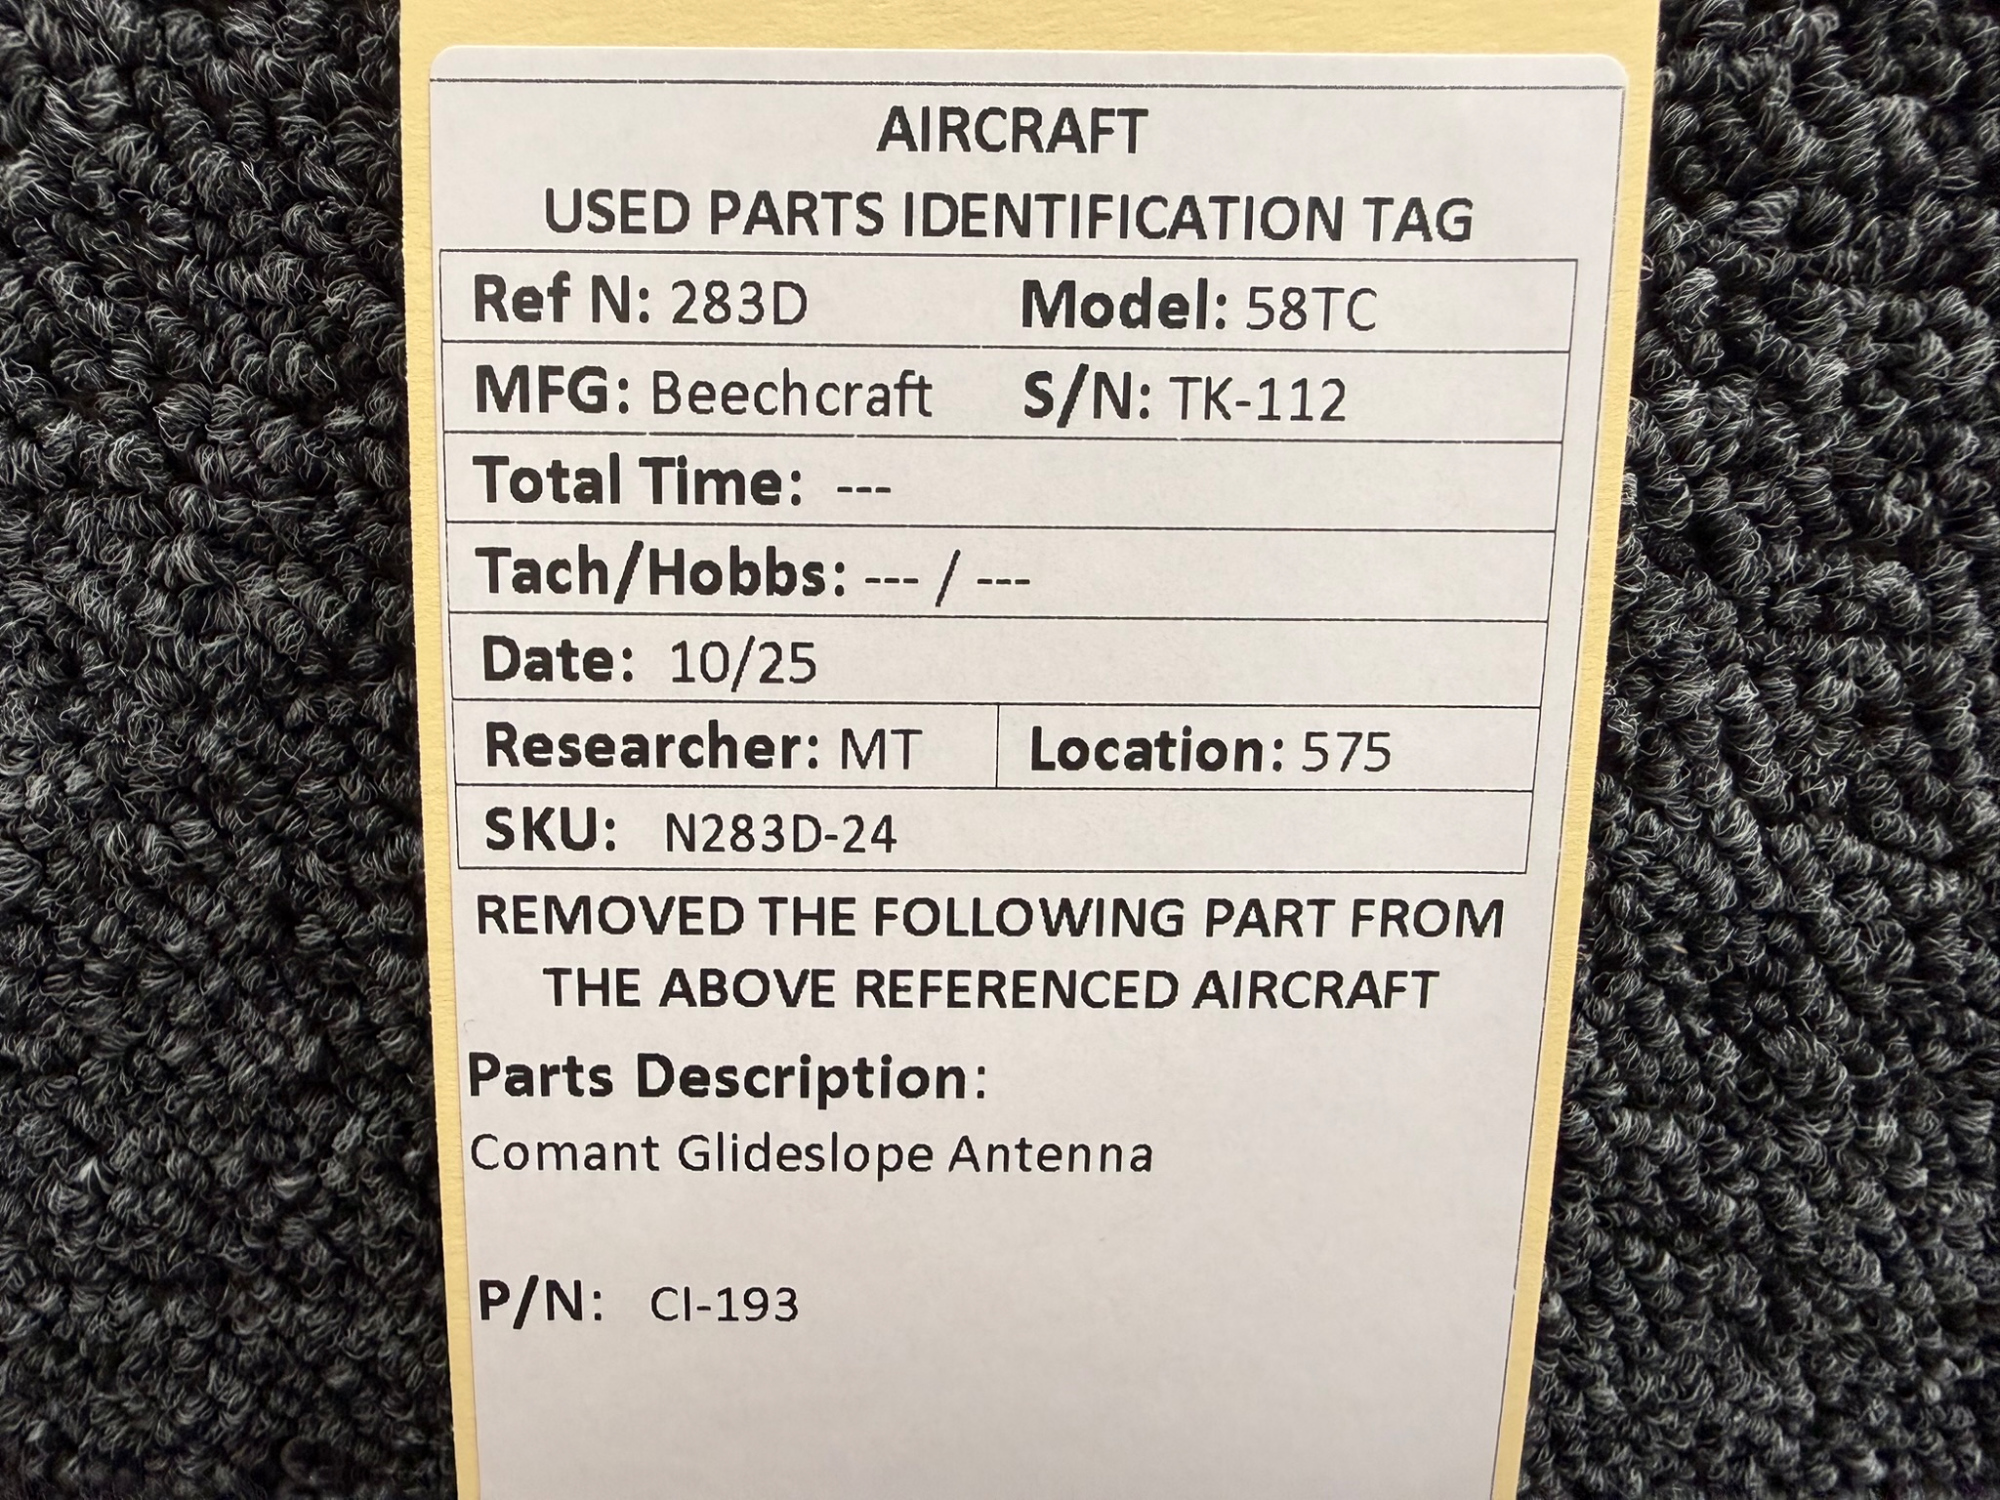 AIRCRAFT
USED PARTS IDENTIFICATION TAG
Ref N: 283D Model: 58TC
MFG: Beechcraft S/N: TK-112
Total Time: ---
Tach/Hobbs: --- / ---
Date: 10/25
Researcher: MT Location: 575
SKU: N283D-24
REMOVED THE FOLLOWING PART FROM
THE ABOVE REFERENCED AIRCRAFT
Parts Description:
Comant Glideslope Antenna
P/N: CI-193